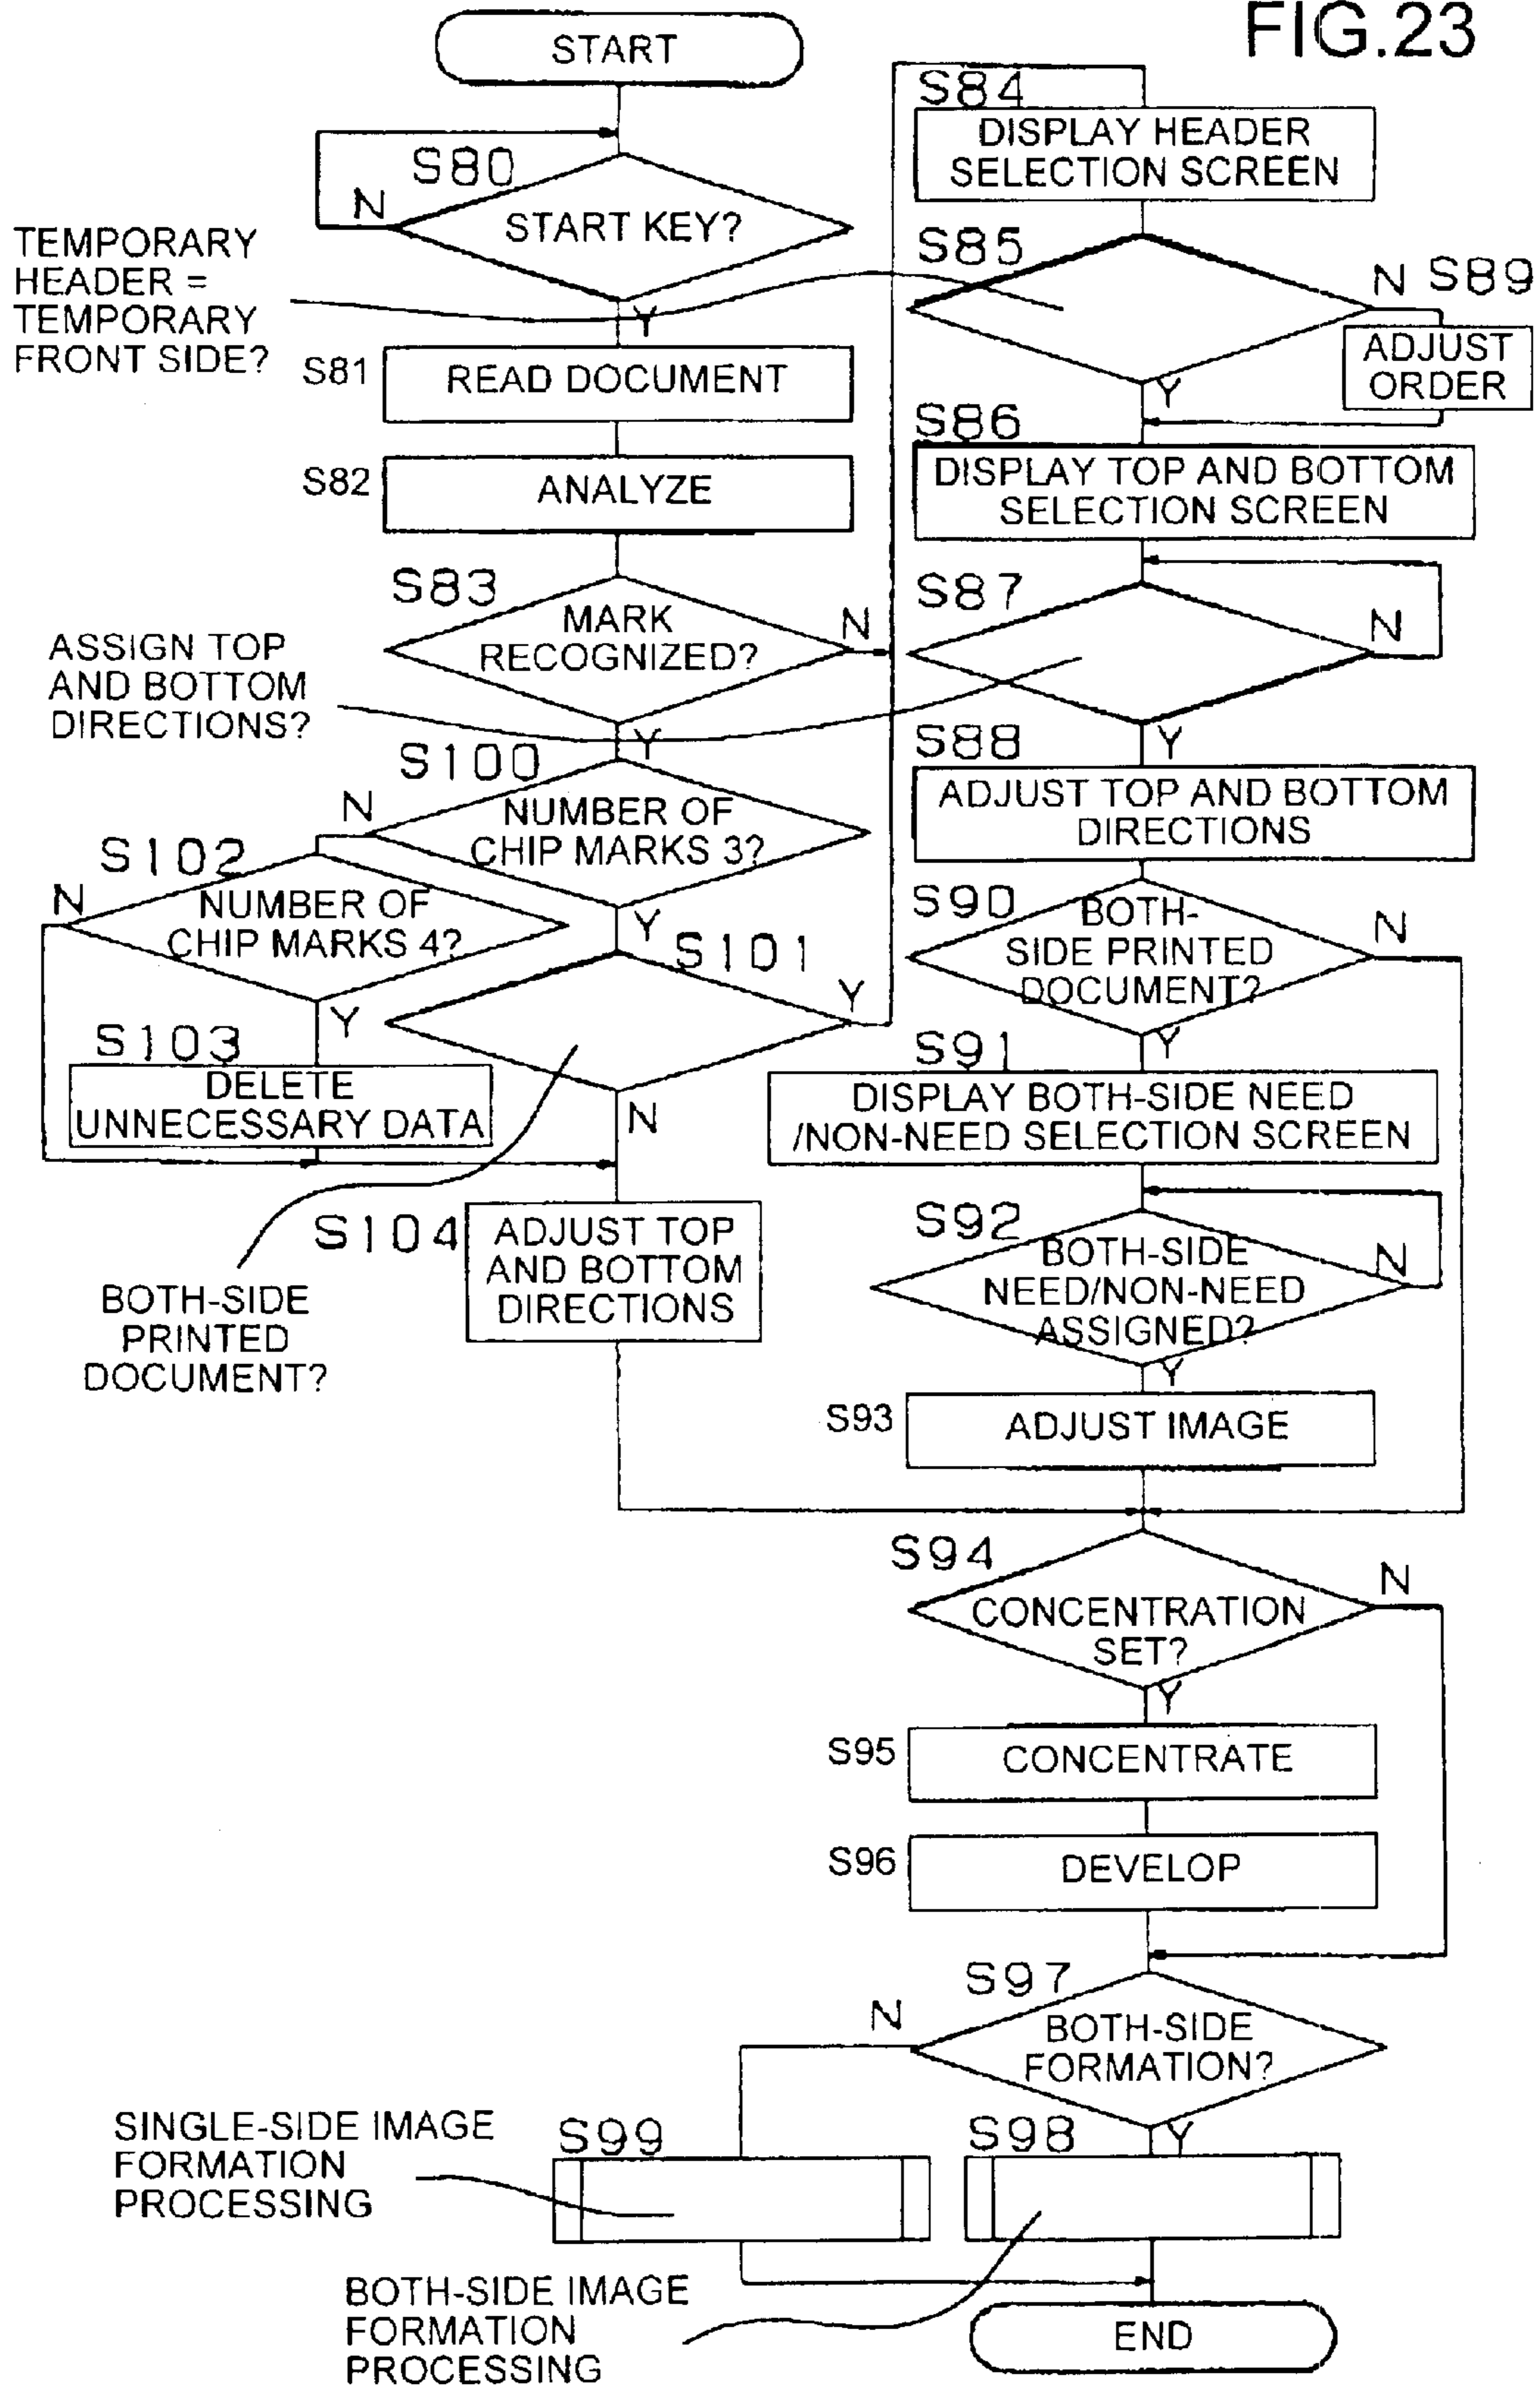 FIG.23
START
S80
N
START KEY?
Y
TEMPORARY
HEADER =
TEMPORARY
FRONT SIDE?
S81
READ DOCUMENT
S82
ANALYZE
S83
MARK
RECOGNIZED?
N
Y
ASSIGN TOP
AND BOTTOM
DIRECTIONS?
S100
N
NUMBER OF
CHIP MARKS 3?
Y
S102
N
NUMBER OF
CHIP MARKS 4?
Y
S101
Y
N
S103
DELETE
UNNECESSARY DATA
S104
ADJUST TOP
AND BOTTOM
DIRECTIONS
BOTH-SIDE
PRINTED
DOCUMENT?
S84
DISPLAY HEADER
SELECTION SCREEN
S85
N
S89
ADJUST
ORDER
Y
S86
DISPLAY TOP AND BOTTOM
SELECTION SCREEN
S87
N
Y
S88
ADJUST TOP AND BOTTOM
DIRECTIONS
S90
BOTH-
SIDE PRINTED
DOCUMENT?
N
Y
S91
DISPLAY BOTH-SIDE NEED
/NON-NEED SELECTION SCREEN
S92
BOTH-SIDE
NEED/NON-NEED
ASSIGNED?
N
Y
S93
ADJUST IMAGE
S94
CONCENTRATION
SET?
N
Y
S95
CONCENTRATE
S96
DEVELOP
S97
N
BOTH-SIDE
FORMATION?
Y
S99
S98
SINGLE-SIDE IMAGE
FORMATION
PROCESSING
BOTH-SIDE IMAGE
FORMATION
PROCESSING
END